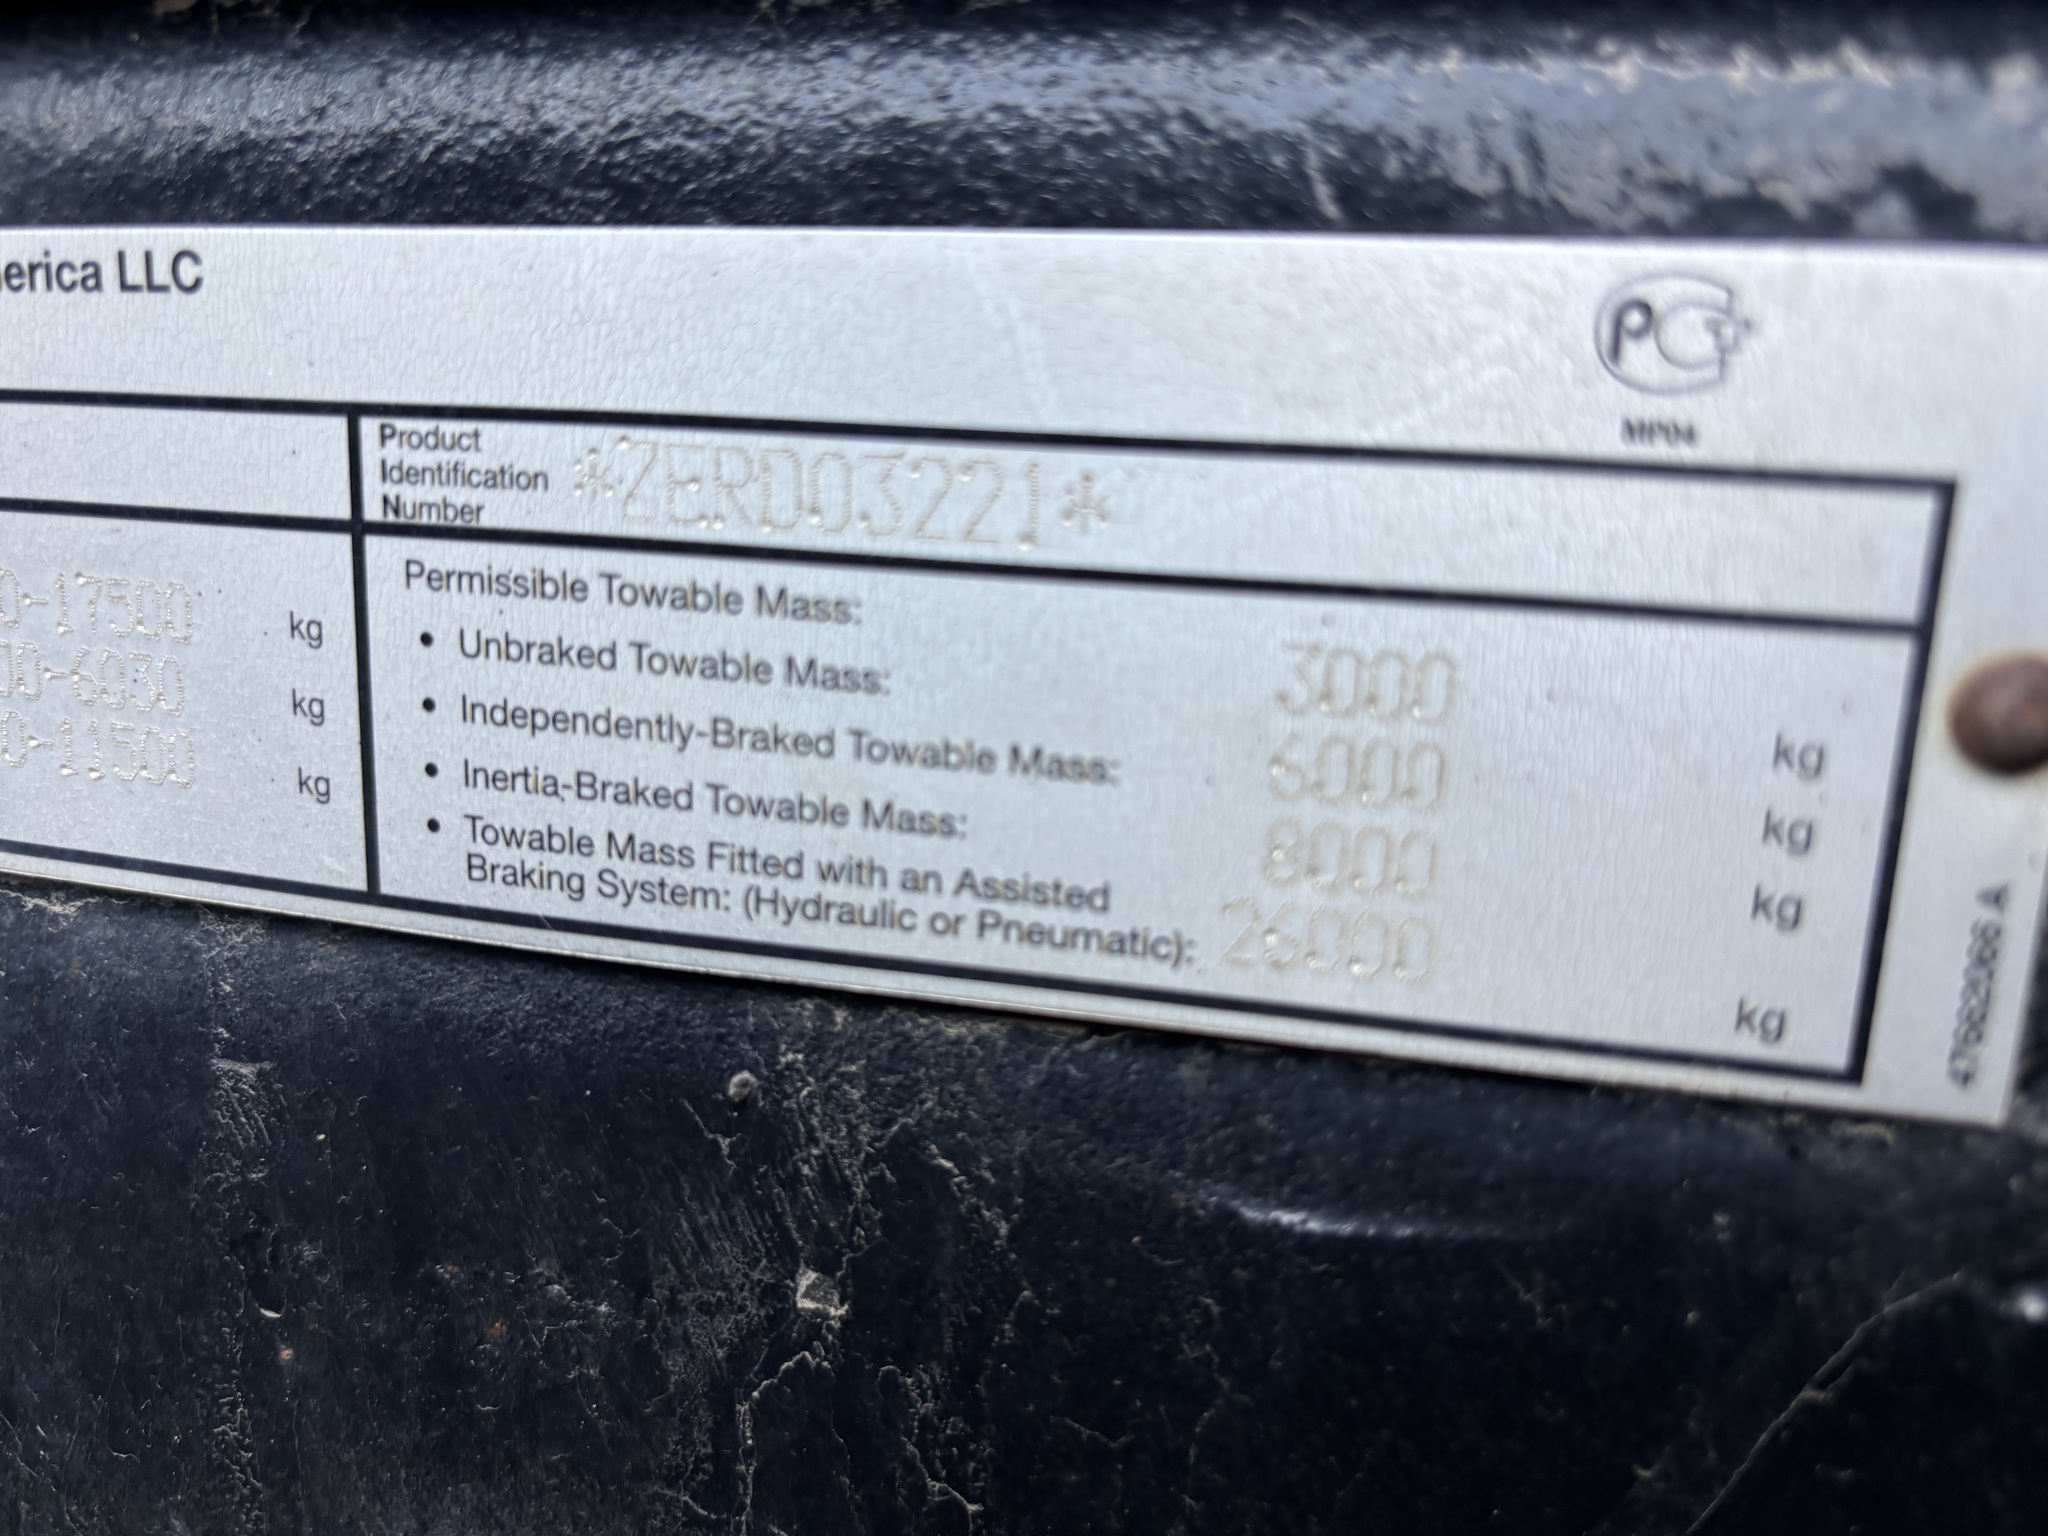 erica LLC
PCT
MP04
Product
Identification
Number
*ZERD03221*
0-17500 kg
00-6030 kg
0-11500 kg
Permissible Towable Mass:
• Unbraked Towable Mass: 3000 kg
• Independently-Braked Towable Mass: 6000 kg
• Inertia-Braked Towable Mass: 8000 kg
• Towable Mass Fitted with an Assisted
Braking System: (Hydraulic or Pneumatic): 26000 kg
47662066 A